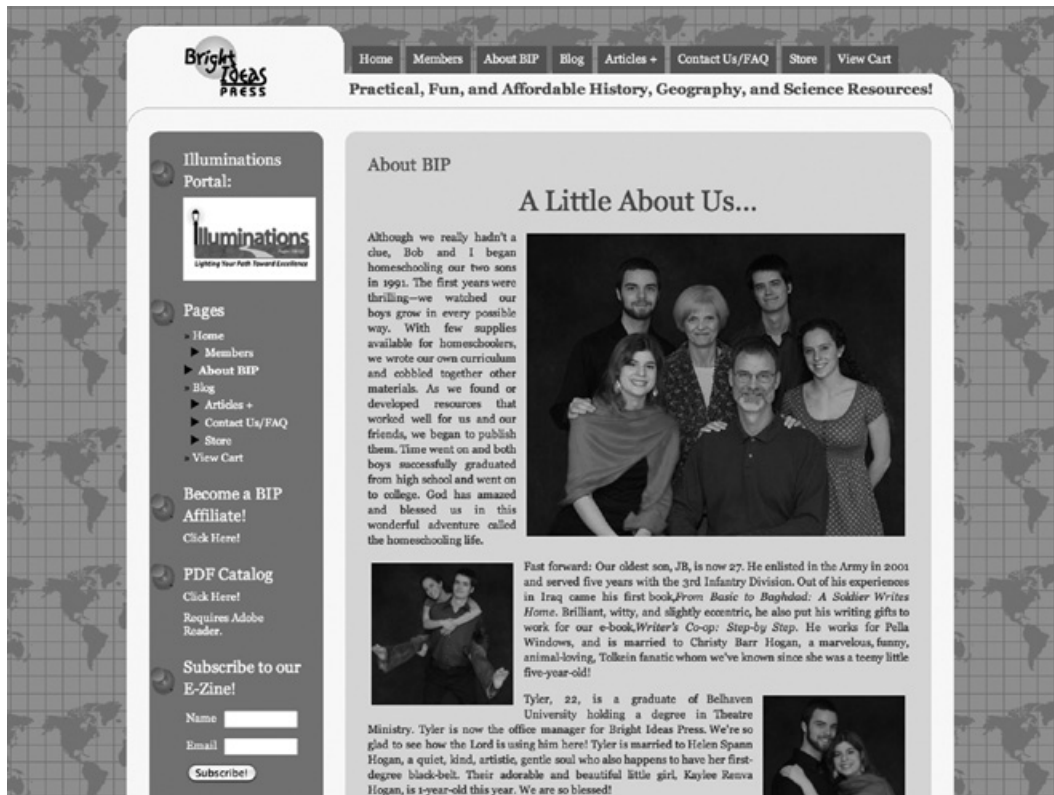 Bright
IDEAS
PRESS
Home Members About BIP Blog Articles + Contact Us/FAQ Store View Cart
Practical, Fun, and Affordable History, Geography, and Science Resources!
Illuminations
Portal:
Illuminations
Lighting Your Path Toward Excellence
Pages
» Home
Members
About BIP
» Blog
Articles +
Contact Us/FAQ
Store
» View Cart
Become a BIP
Affiliate!
Click Here!
PDF Catalog
Click Here!
Requires Adobe
Reader.
Subscribe to our
E-Zine!
Name
Email
Subscribe!
About BIP
A Little About Us...
Although we really hadn't a
clue, Bob and I began
homeschooling our two sons
in 1991. The first years were
thrilling—we watched our
boys grow in every possible
way. With few supplies
available for homeschoolers,
we wrote our own curriculum
and cobbled together other
materials. As we found or
developed resources that
worked well for us and our
friends, we began to publish
them. Time went on and both
boys successfully graduated
from high school and went on
to college. God has amazed
and blessed us in this
wonderful adventure called
the homeschooling life.
Fast forward: Our oldest son, JB, is now 27. He enlisted in the Army in 2001
and served five years with the 3rd Infantry Division. Out of his experiences
in Iraq came his first book,From Basic to Baghdad: A Soldier Writes
Home. Brilliant, witty, and slightly eccentric, he also put his writing gifts to
work for our e-book,Writer's Co-op: Step-by Step. He works for Pella
Windows, and is married to Christy Barr Hogan, a marvelous, funny,
animal-loving, Tolkein fanatic whom we've known since she was a teeny little
five-year-old!
Tyler, 22, is a graduate of Belhaven
University holding a degree in Theatre
Ministry. Tyler is now the office manager for Bright Ideas Press. We're so
glad to see how the Lord is using him here! Tyler is married to Helen Spann
Hogan, a quiet, kind, artistic, gentle soul who also happens to have her first-
degree black-belt. Their adorable and beautiful little girl, Kaylee Renva
Hogan, is 1-year-old this year. We are so blessed!